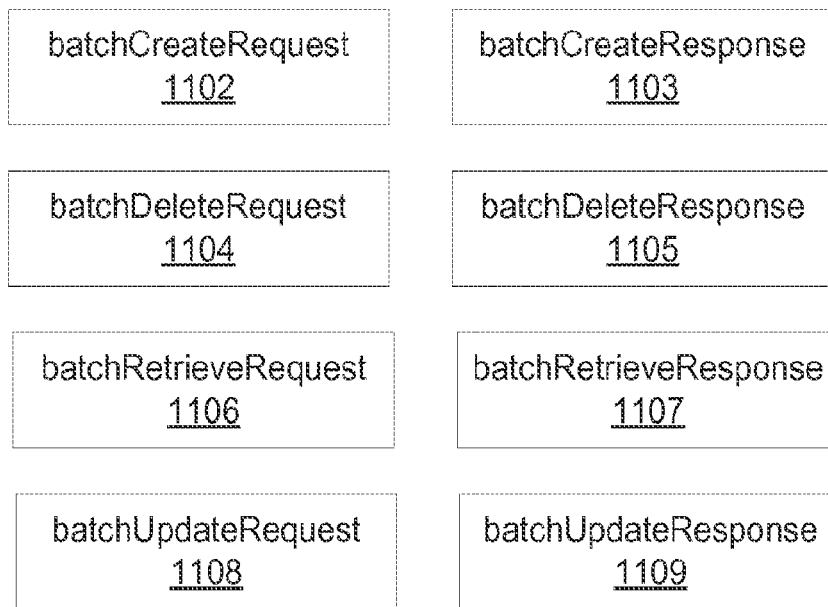 batchCreateRequest
1102
batchCreateResponse
1103
batchDeleteRequest
1104
batchDeleteResponse
1105
batchRetrieveRequest
1106
batchRetrieveResponse
1107
batchUpdateRequest
1108
batchUpdateResponse
1109